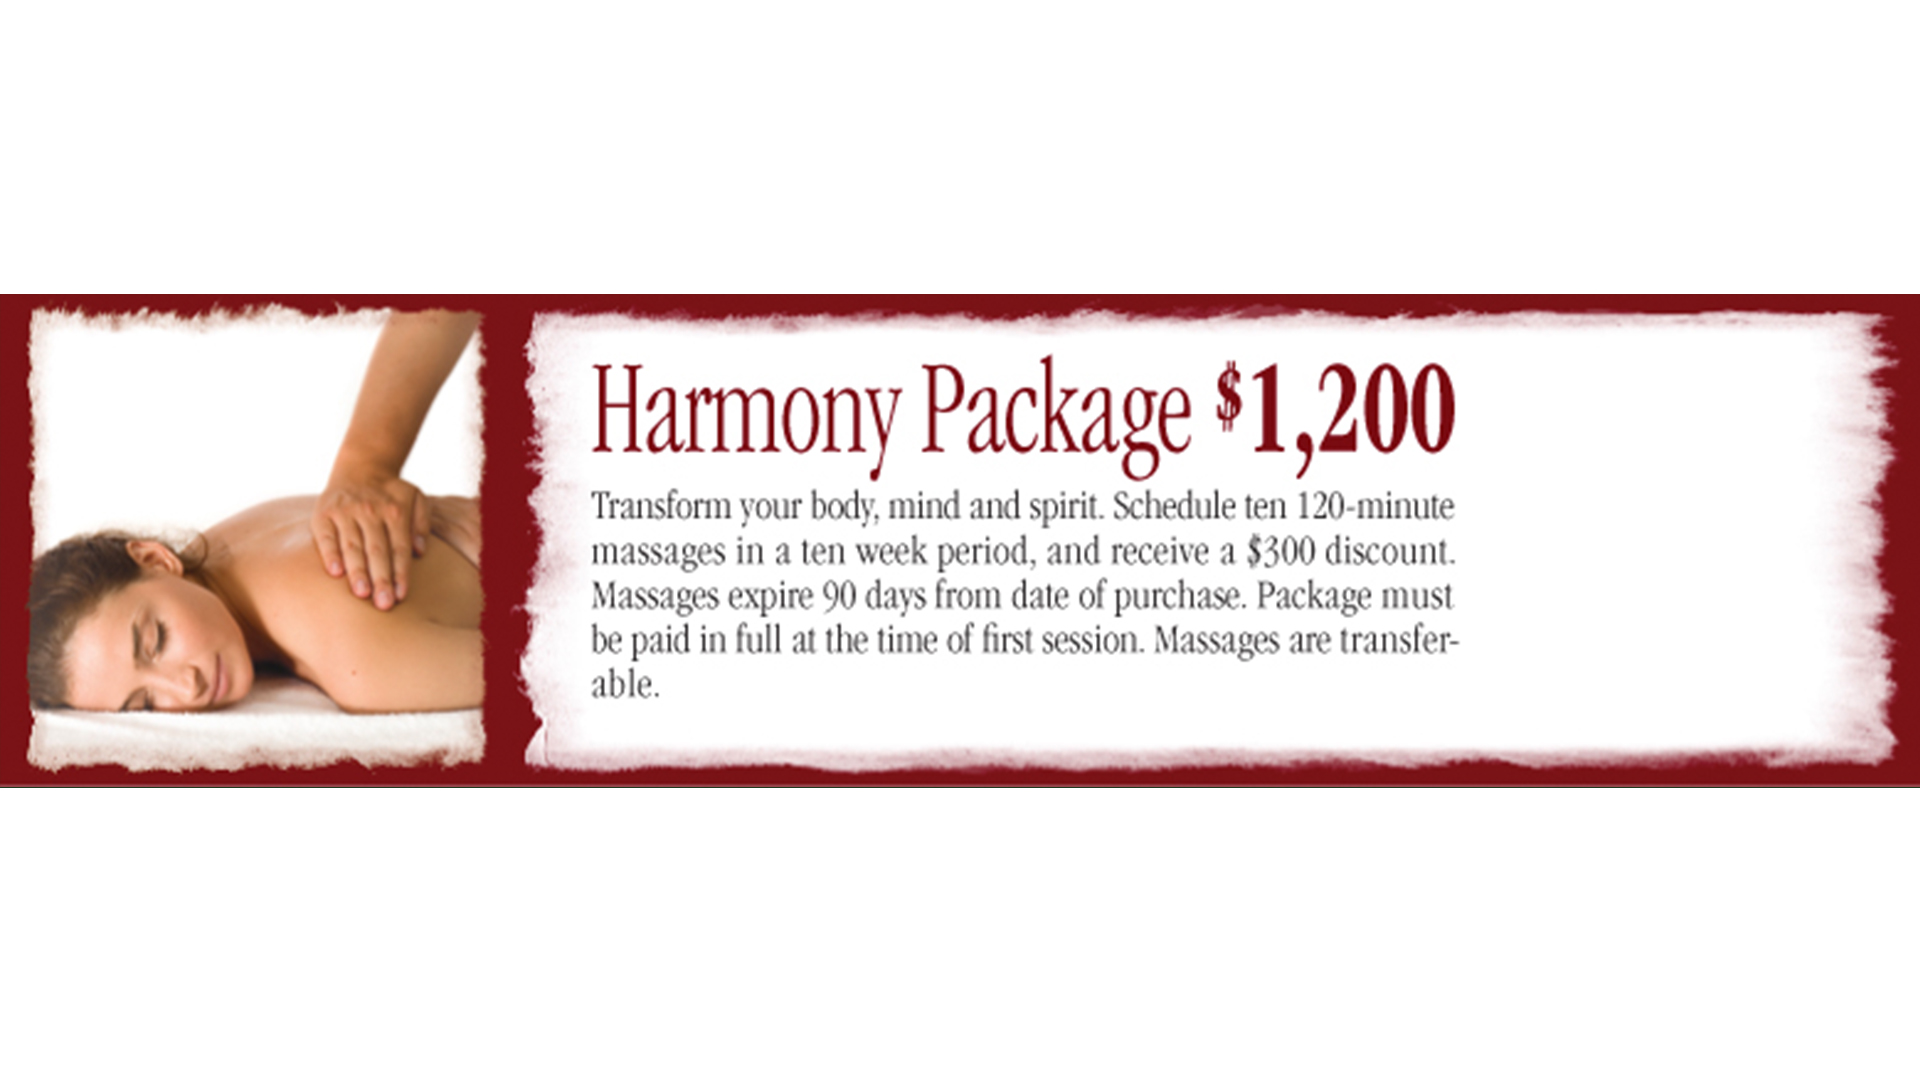 Harmony Package $1,200
Transform your body, mind and spirit. Schedule ten 120-minute
massages in a ten week period, and receive a $300 discount.
Massages expire 90 days from date of purchase. Package must
be paid in full at the time of first session. Massages are transfer-
able.